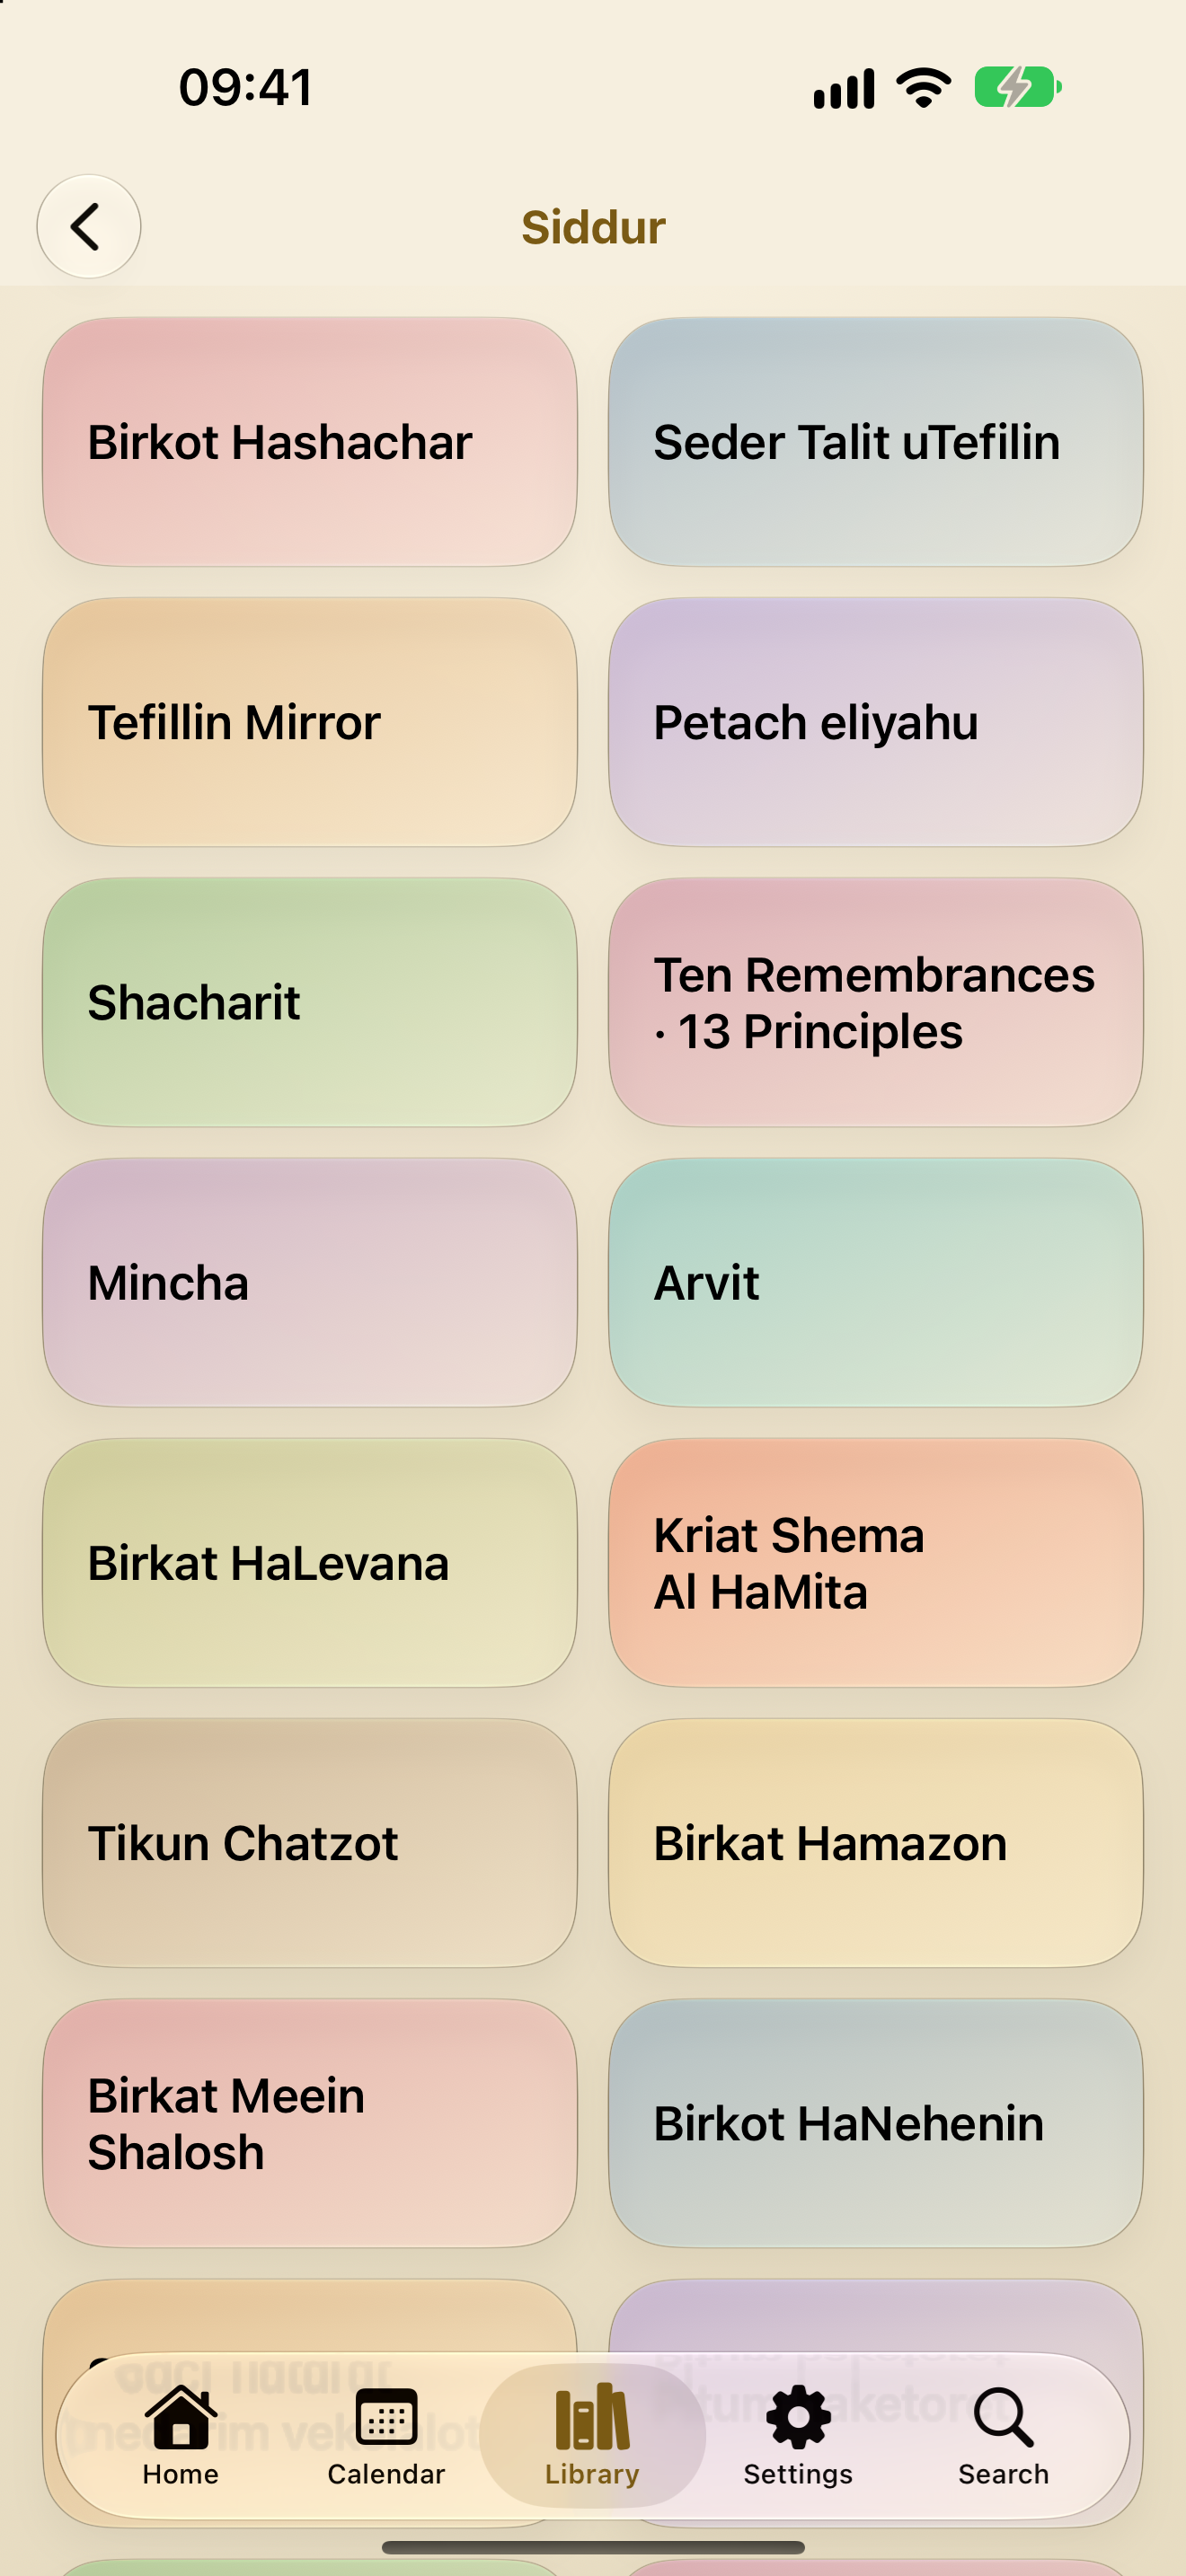 09:41
Siddur
Birkot Hashachar
Seder Talit uTefilin
Tefillin Mirror
Petach eliyahu
Shacharit
Ten Remembrances
· 13 Principles
Mincha
Arvit
Birkat HaLevana
Kriat Shema
Al HaMita
Tikun Chatzot
Birkat Hamazon
Birkat Meein
Shalosh
Birkot HaNehenin
Home
Calendar
Library
Settings
Search